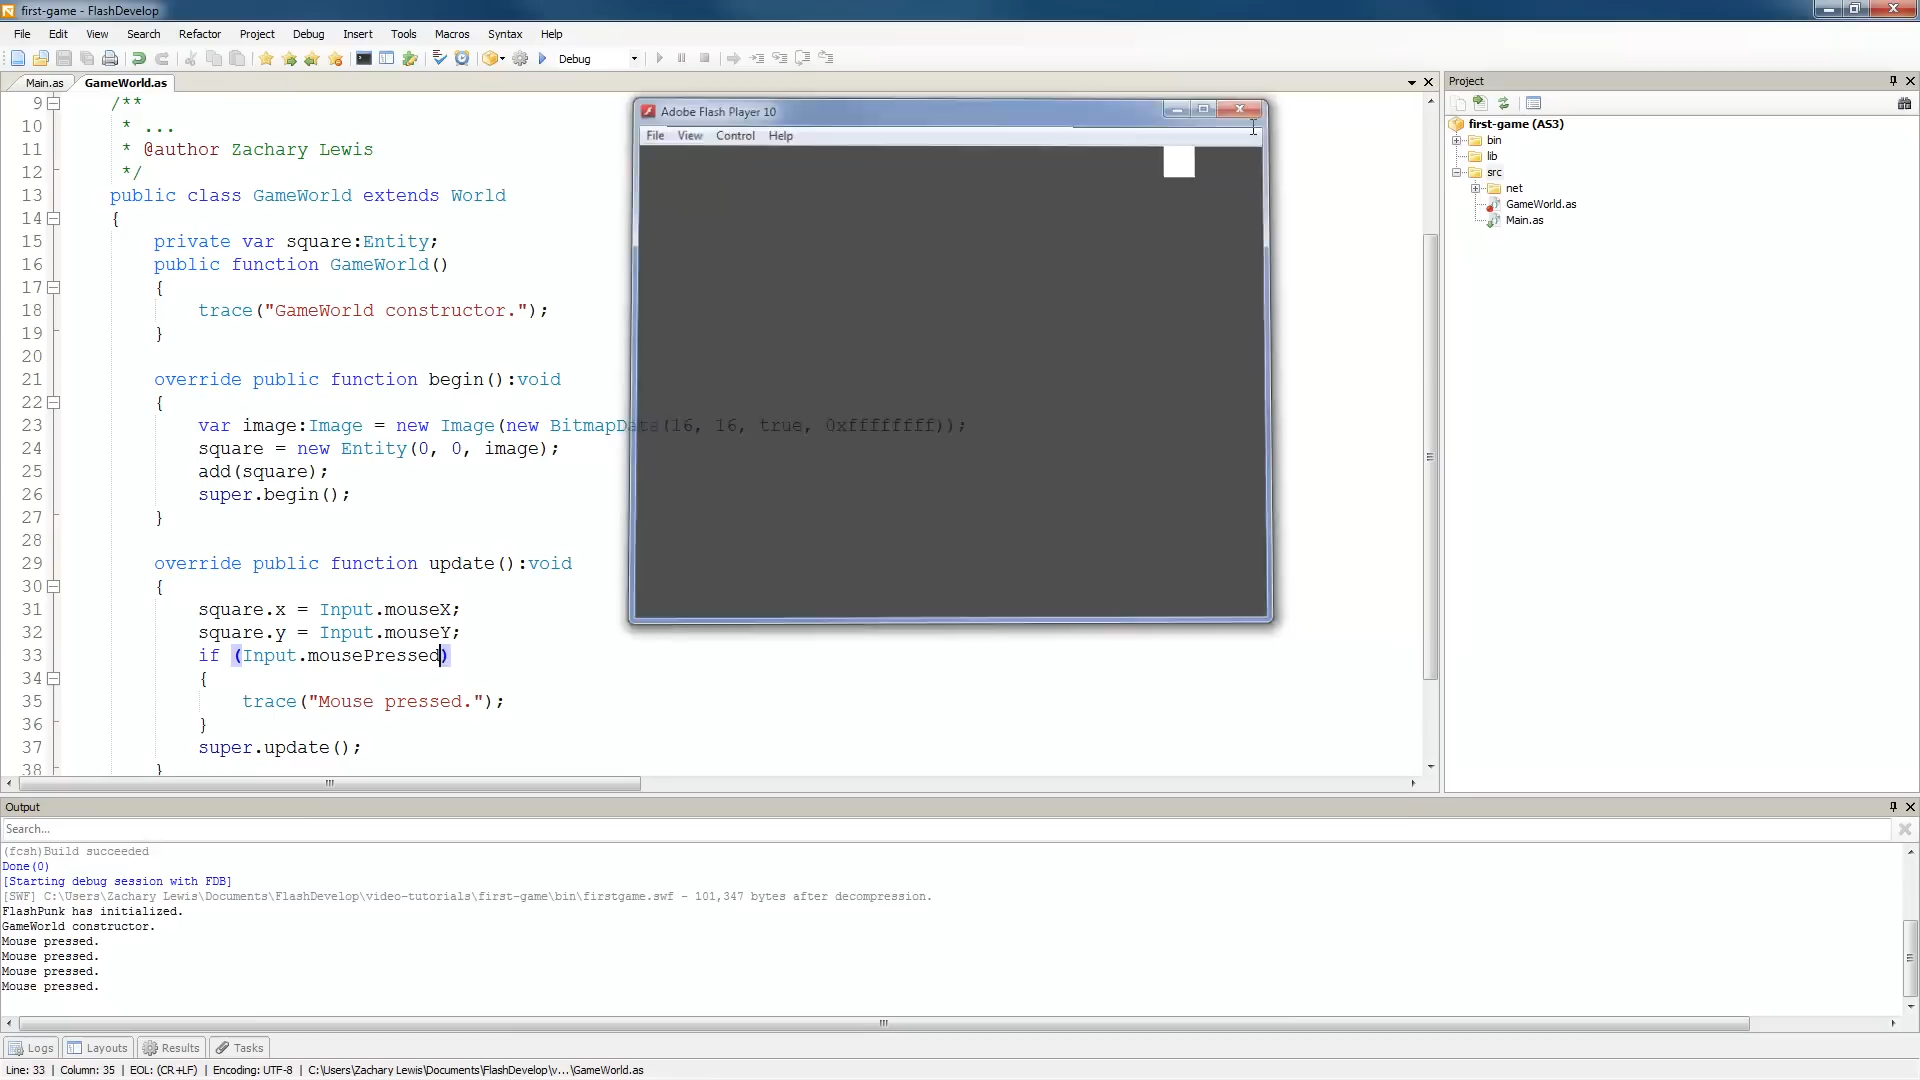 first-game - FlashDevelop
File Edit View Search Refactor Project Debug Insert Tools Macros Syntax Help
Debug
Main.as GameWorld.as
9 /**
10 * ...
11 * @author Zachary Lewis
12 */
13 public class GameWorld extends World
14 {
15 private var square:Entity;
16 public function GameWorld()
17 {
18 trace("GameWorld constructor.");
19 }
20
21 override public function begin():void
22 {
23 var image:Image = new Image(new BitmapData(16, 16, true, 0xffffffff));
24 square = new Entity(0, 0, image);
25 add(square);
26 super.begin();
27 }
28
29 override public function update():void
30 {
31 square.x = Input.mouseX;
32 square.y = Input.mouseY;
33 if (Input.mousePressed)
34 {
35 trace("Mouse pressed.");
36 }
37 super.update();
38 }
Adobe Flash Player 10
File View Control Help
Project
first-game (AS3)
bin
lib
src
net
GameWorld.as
Main.as
Output
Search...
(fcsh)Build succeeded
Done(0)
[Starting debug session with FDB]
[SWF] C:\Users\Zachary Lewis\Documents\FlashDevelop\video-tutorials\first-game\bin\firstgame.swf - 101,347 bytes after decompression.
FlashPunk has initialized.
GameWorld constructor.
Mouse pressed.
Mouse pressed.
Mouse pressed.
Mouse pressed.
Logs Layouts Results Tasks
Line: 33 | Column: 35 | EOL: (CR+LF) | Encoding: UTF-8 | C:\Users\Zachary Lewis\Documents\FlashDevelop\v...\GameWorld.as